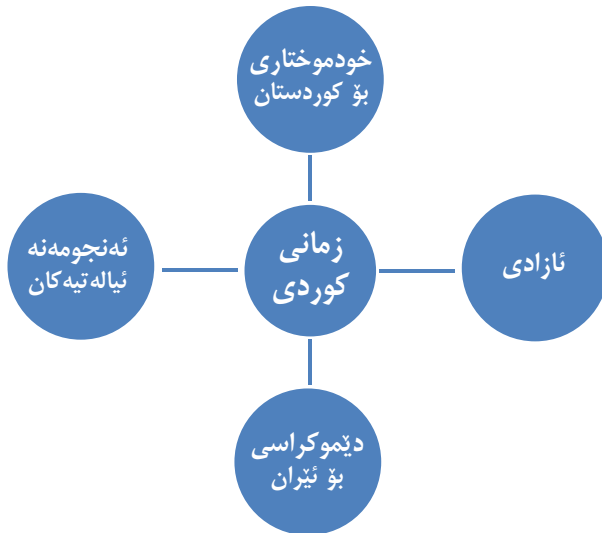 خودموختاری
بۆ کوردستان
ئازادی
زمانی
کوردی
ئەنجومەنە
ئیالەتیەکان
دێموکراسی
بۆ ئێران